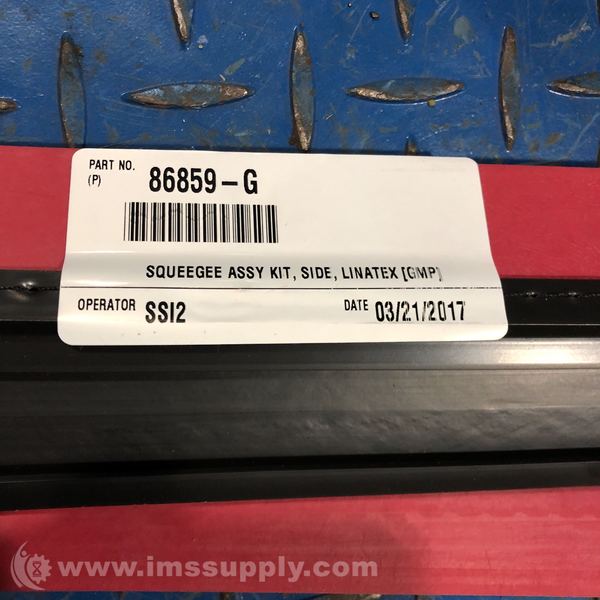 PART NO. 86859-G
(P)
SQUEEGEE ASSY KIT, SIDE, LINATEX [GMP]
OPERATOR SSI2 DATE 03/21/2017
www.imssupply.com